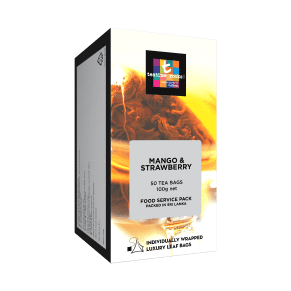 MANGO &
STRAWBERRY
50 TEA BAGS
100g net
FOOD SERVICE PACK
PACKED IN SRI LANKA
INDIVIDUALLY WRAPPED
LUXURY LEAF BAGS